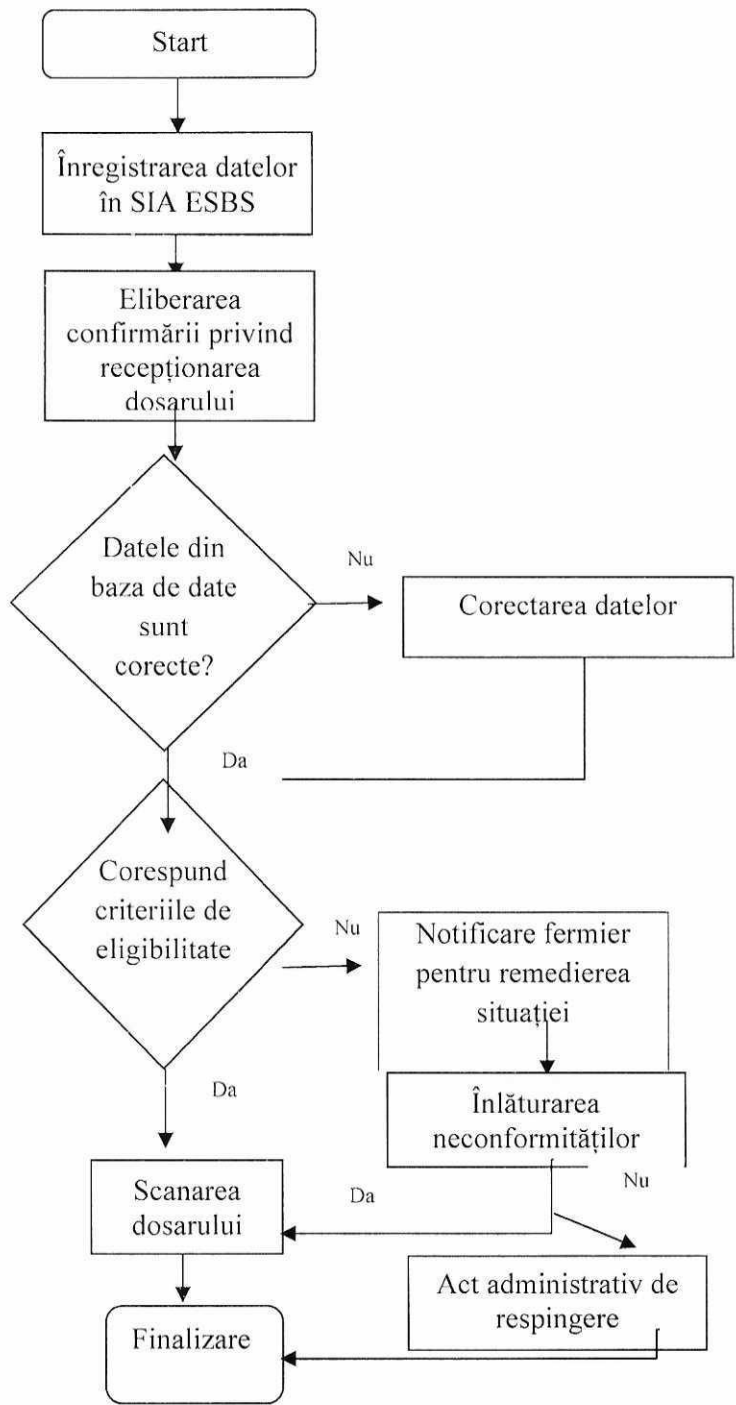 Start
Înregistrarea datelor
în SIA ESBS
Eliberarea
confirmării privind
recepționarea
dosarului
Datele din
baza de date
sunt
corecte?
Nu
Corectarea datelor
Da
Corespund
criteriile de
eligibilitate
Nu
Notificare fermier
pentru remedierea
situației
Da
Înlăturarea
neconformităților
Nu
Scanarea
dosarului
Da
Act administrativ de
respingere
Finalizare